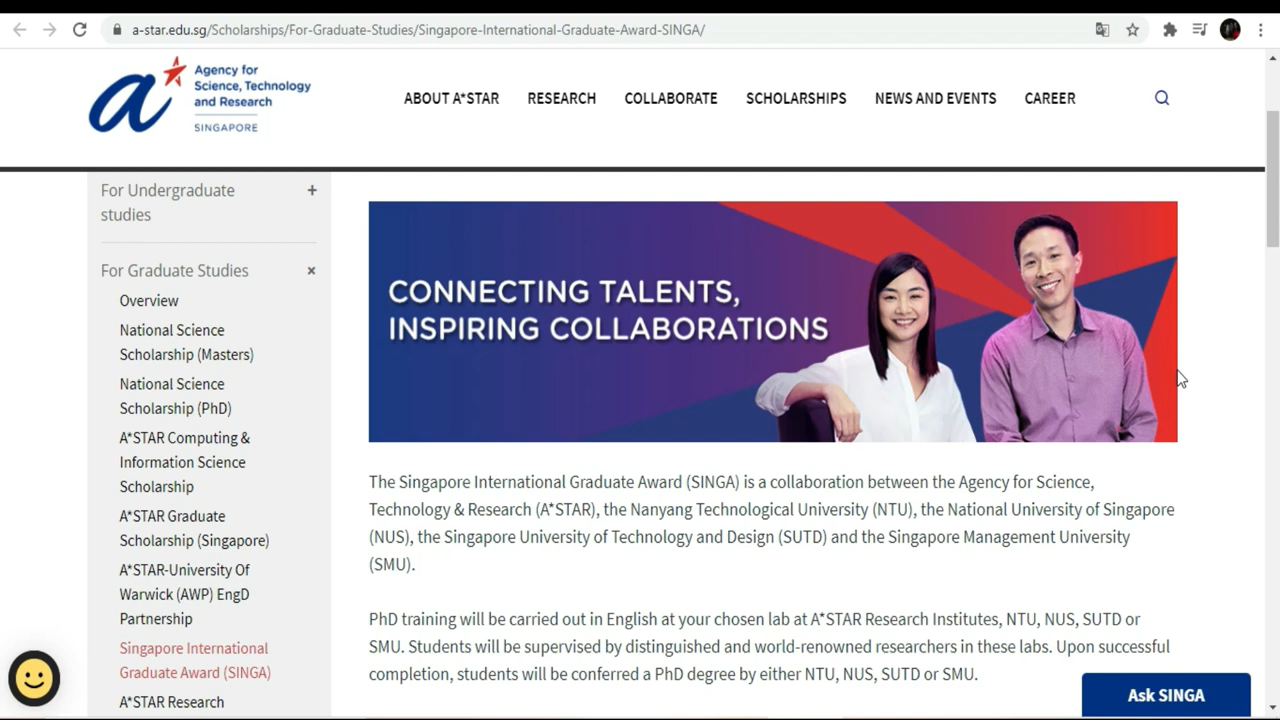 a-star.edu.sg/Scholarships/For-Graduate-Studies/Singapore-International-Graduate-Award-SINGA/
a
Agency for
Science, Technology
and Research
SINGAPORE
ABOUT A*STAR RESEARCH COLLABORATE SCHOLARSHIPS NEWS AND EVENTS CAREER
For Undergraduate +
studies
For Graduate Studies ×
Overview
National Science
Scholarship (Masters)
National Science
Scholarship (PhD)
A*STAR Computing &
Information Science
Scholarship
A*STAR Graduate
Scholarship (Singapore)
A*STAR-University Of
Warwick (AWP) EngD
Partnership
Singapore International
Graduate Award (SINGA)
A*STAR Research
CONNECTING TALENTS,
INSPIRING COLLABORATIONS
The Singapore International Graduate Award (SINGA) is a collaboration between the Agency for Science,
Technology & Research (A*STAR), the Nanyang Technological University (NTU), the National University of Singapore
(NUS), the Singapore University of Technology and Design (SUTD) and the Singapore Management University
(SMU).
PhD training will be carried out in English at your chosen lab at A*STAR Research Institutes, NTU, NUS, SUTD or
SMU. Students will be supervised by distinguished and world-renowned researchers in these labs. Upon successful
completion, students will be conferred a PhD degree by either NTU, NUS, SUTD or SMU.
Ask SINGA